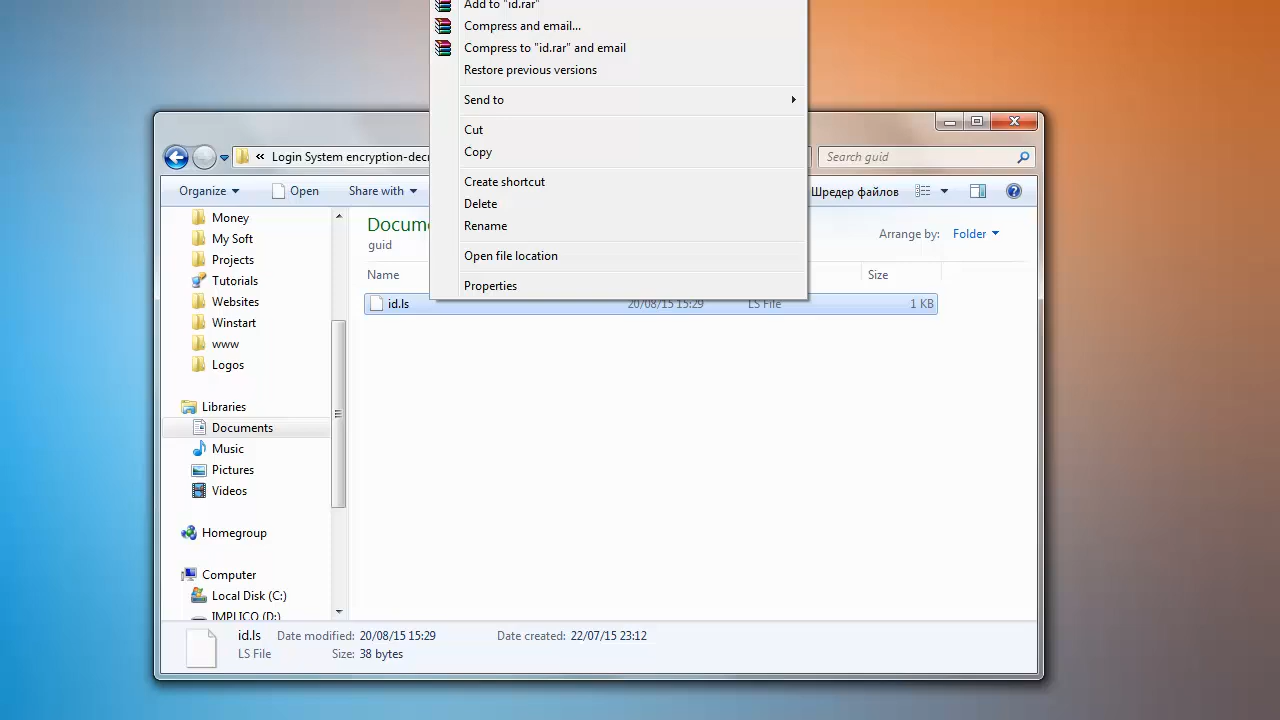 Add to "id.rar"
Compress and email...
Compress to "id.rar" and email
Restore previous versions
Send to
Cut
Copy
Create shortcut
Delete
Rename
Open file location
Properties
« Login System encryption-decr
Search guid
Organize
Open
Share with
Шредер файлов
Money
My Soft
Projects
Tutorials
Websites
Winstart
www
Logos
Libraries
Documents
Music
Pictures
Videos
Homegroup
Computer
Local Disk (C:)
IMPLICO (D:)
Docum
guid
Arrange by: Folder
Name
Size
id.ls 20/08/15 15:29 LS File 1 KB
id.ls Date modified: 20/08/15 15:29 Date created: 22/07/15 23:12
LS File Size: 38 bytes